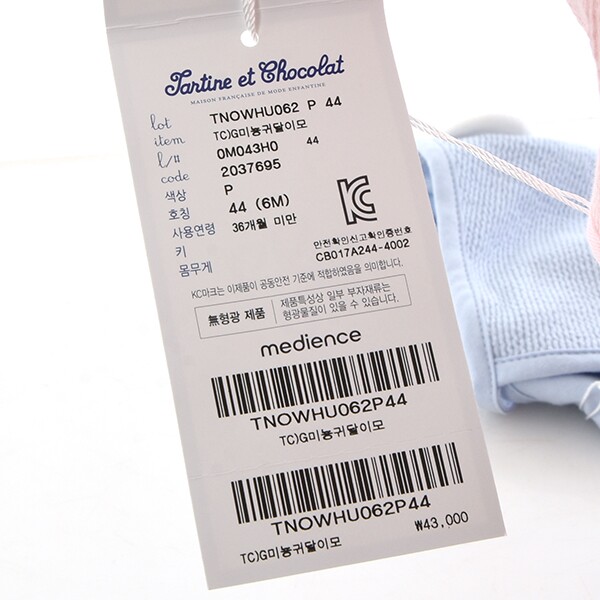 Tartine et Chocolat
MAISON FRANÇAISE DE MODE ENFANTINE
lot TNOWHU062 P 44
item TC)G미뇽귀달이모
l/# 0M043H0 44
code 2037695
색상 P
호칭 44 (6M)
사용연령 36개월 미만
키
몸무게
안전확인신고확인증번호
CB017A244-4002
KC마크는 이제품이 공통안전 기준에 적합하였음을 의미합니다.
無형광 제품
제품특성상 일부 부자재류는
형광물질이 있을 수 있습니다.
medience
TNOWHU062P44
TC)G미뇽귀달이모
TNOWHU062P44
TC)G미뇽귀달이모 ₩43,000